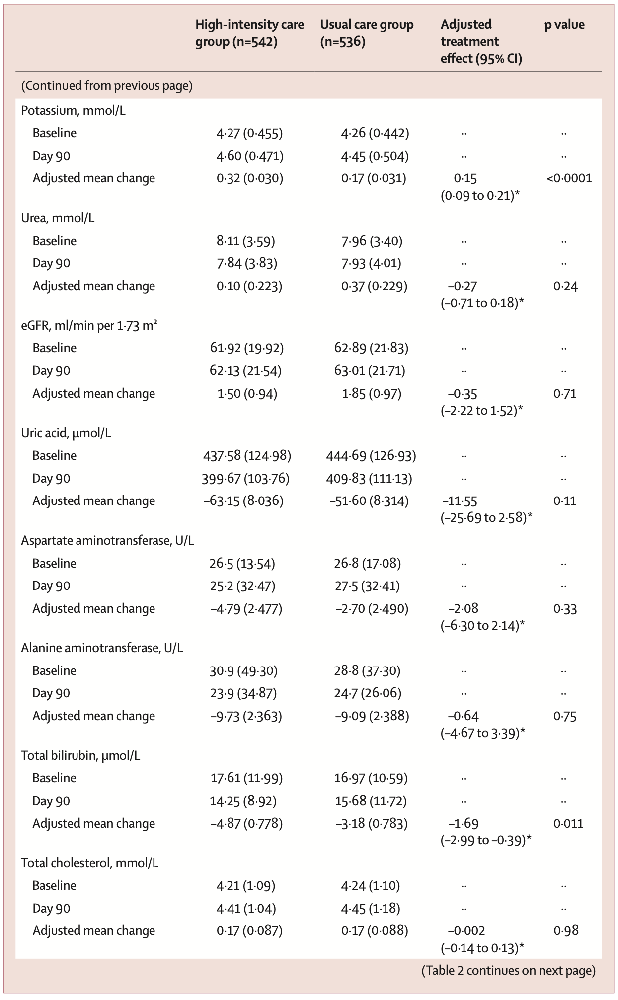 High-intensity care group (n=542) Usual care group (n=536) Adjusted treatment effect (95% CI) p value
(Continued from previous page)
Potassium, mmol/L
Baseline 4·27 (0·455) 4·26 (0·442) ·· ··
Day 90 4·60 (0·471) 4·45 (0·504) ·· ··
Adjusted mean change 0·32 (0·030) 0·17 (0·031) 0·15 <0·0001
(0·09 to 0·21)*
Urea, mmol/L
Baseline 8·11 (3·59) 7·96 (3·40) ·· ··
Day 90 7·84 (3·83) 7·93 (4·01) ·· ··
Adjusted mean change 0·10 (0·223) 0·37 (0·229) –0·27 0·24
(–0·71 to 0·18)*
eGFR, ml/min per 1·73 m²
Baseline 61·92 (19·92) 62·89 (21·83) ·· ··
Day 90 62·13 (21·54) 63·01 (21·71) ·· ··
Adjusted mean change 1·50 (0·94) 1·85 (0·97) –0·35 0·71
(–2·22 to 1·52)*
Uric acid, µmol/L
Baseline 437·58 (124·98) 444·69 (126·93) ·· ··
Day 90 399·67 (103·76) 409·83 (111·13) ·· ··
Adjusted mean change –63·15 (8·036) –51·60 (8·314) –11·55 0·11
(–25·69 to 2·58)*
Aspartate aminotransferase, U/L
Baseline 26·5 (13·54) 26·8 (17·08) ·· ··
Day 90 25·2 (32·47) 27·5 (32·41) ·· ··
Adjusted mean change –4·79 (2·477) –2·70 (2·490) –2·08 0·33
(–6·30 to 2·14)*
Alanine aminotransferase, U/L
Baseline 30·9 (49·30) 28·8 (37·30) ·· ··
Day 90 23·9 (34·87) 24·7 (26·06) ·· ··
Adjusted mean change –9·73 (2·363) –9·09 (2·388) –0·64 0·75
(–4·67 to 3·39)*
Total bilirubin, µmol/L
Baseline 17·61 (11·99) 16·97 (10·59) ·· ··
Day 90 14·25 (8·92) 15·68 (11·72) ·· ··
Adjusted mean change –4·87 (0·778) –3·18 (0·783) –1·69 0·011
(–2·99 to –0·39)*
Total cholesterol, mmol/L
Baseline 4·21 (1·09) 4·24 (1·10) ·· ··
Day 90 4·41 (1·04) 4·45 (1·18) ·· ··
Adjusted mean change 0·17 (0·087) 0·17 (0·088) –0·002 0·98
(–0·14 to 0·13)*
(Table 2 continues on next page)